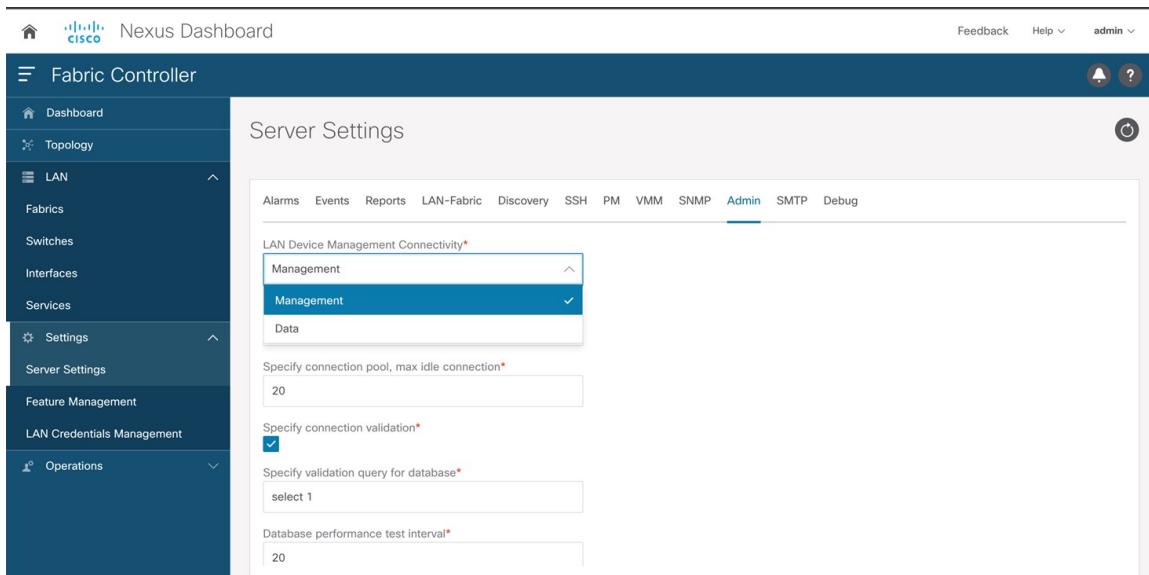 CISCO Nexus Dashboard Feedback Help admin
Fabric Controller ?
Dashboard
Topology
LAN
Fabrics
Switches
Interfaces
Services
Settings
Server Settings
Feature Management
LAN Credentials Management
Operations
Server Settings
Alarms Events Reports LAN-Fabric Discovery SSH PM VMM SNMP Admin SMTP Debug
LAN Device Management Connectivity*
Management
Management
Data
Specify connection pool, max idle connection*
20
Specify connection validation*
Specify validation query for database*
select 1
Database performance test interval*
20